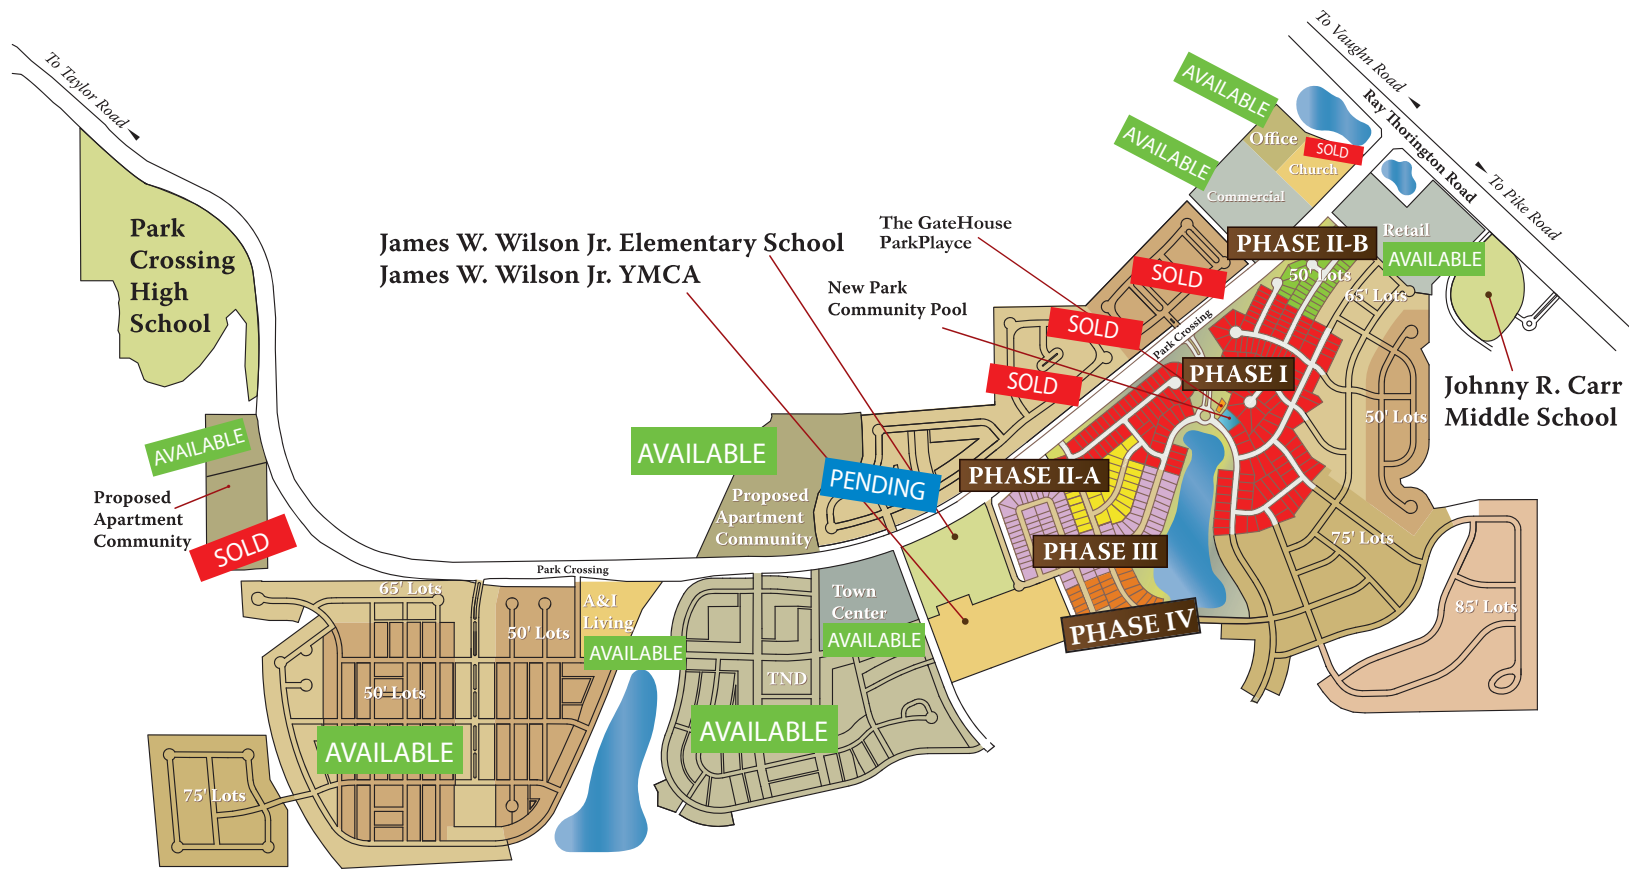 To Vaughn Road
To Taylor Road
AVAILABLE
Ray Thorington Road
Office
AVAILABLE
SOLD
Church
To Pike Road
Commercial
Park
Crossing
High
School
James W. Wilson Jr. Elementary School
James W. Wilson Jr. YMCA
The GateHouse
ParkPlayce
PHASE II-B
Retail
AVAILABLE
SOLD
50' Lots
65' Lots
New Park
Community Pool
SOLD
Park Crossing
SOLD
PHASE I
Johnny R. Carr
Middle School
50' Lots
AVAILABLE
AVAILABLE
PENDING
PHASE II-A
Proposed
Apartment
Community
Proposed
Apartment
Community
SOLD
PHASE III
75' Lots
Park Crossing
65' Lots
A&I
Living
50' Lots
Town
Center
AVAILABLE
AVAILABLE
PHASE IV
85' Lots
50' Lots
TND
AVAILABLE
AVAILABLE
75' Lots